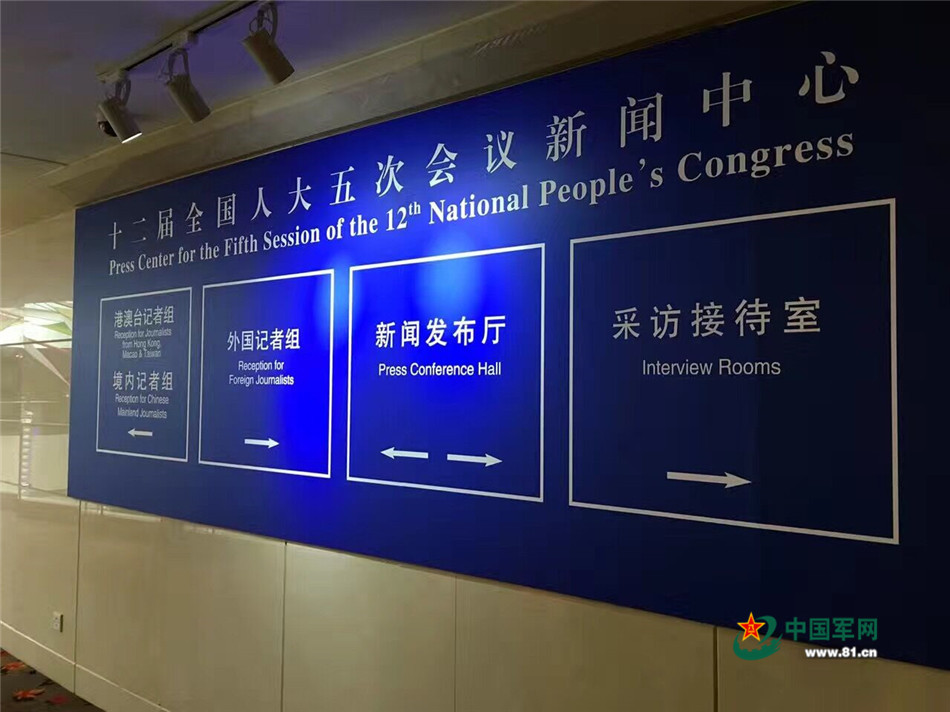 十二届全国人大五次会议新闻中心
Press Center for the Fifth Session of the 12th National People's Congress
港澳台记者组
Reception for Journalists
from Hong Kong,
Macao & Taiwan
境内记者组
Reception for Chinese
Mainland Journalists
外国记者组
Reception for
Foreign Journalists
新闻发布厅
Press Conference Hall
采访接待室
Interview Rooms
中国军网
www.81.cn